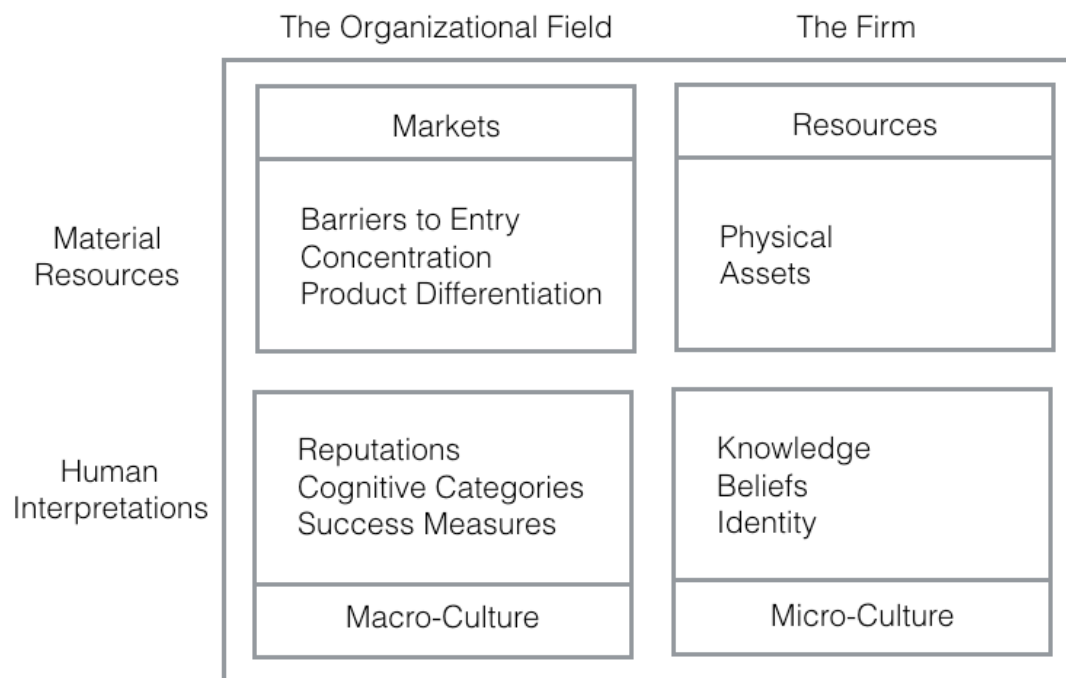 The Organizational Field
The Firm
Markets
Resources
Material
Resources
Barriers to Entry
Concentration
Product Differentiation
Physical
Assets
Human
Interpretations
Reputations
Cognitive Categories
Success Measures
Knowledge
Beliefs
Identity
Macro-Culture
Micro-Culture